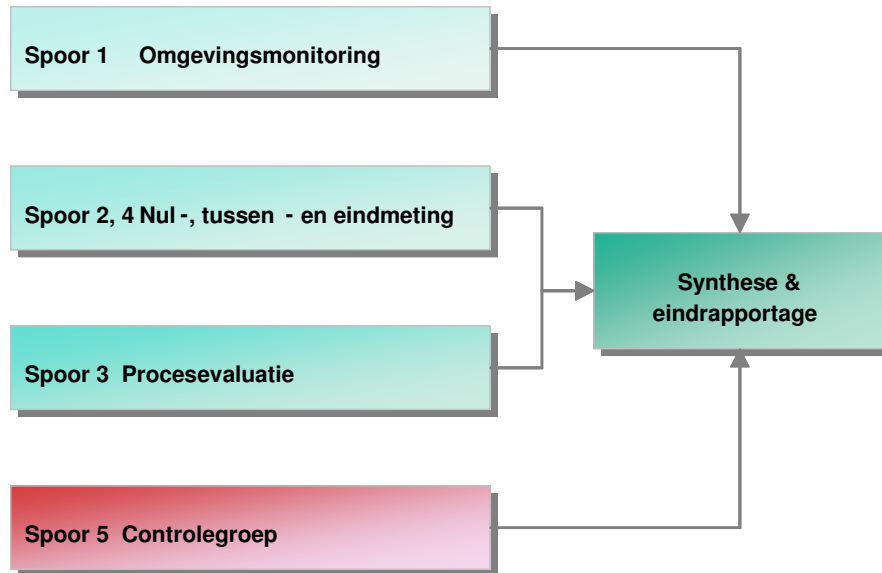 Spoor 1 Omgevingsmonitoring
Spoor 2, 4 Nul -, tussen - en eindmeting
Synthese &
eindrapportage
Spoor 3 Procesevaluatie
Spoor 5 Controlegroep